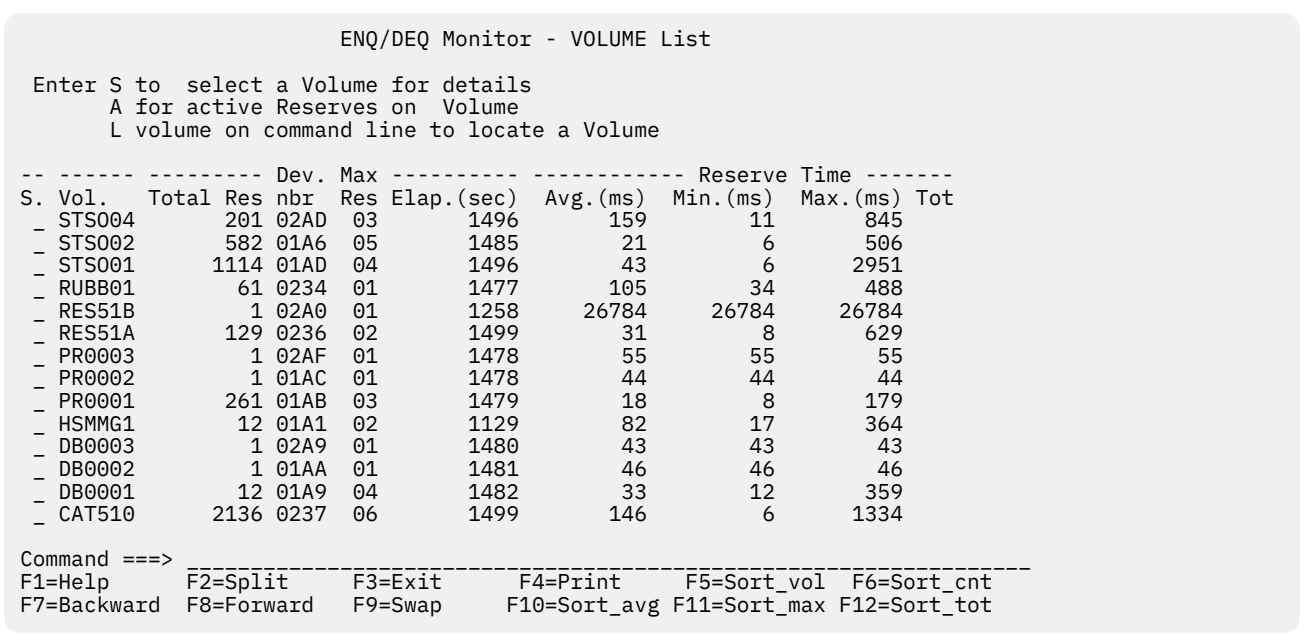 ENQ/DEQ Monitor - VOLUME List
 Enter S to  select a Volume for details
       A for active Reserves on  Volume
       L volume on command line to locate a Volume
-- ------ --------- Dev. Max ---------- ------------ Reserve Time -------
S. Vol.   Total Res nbr  Res Elap.(sec)  Avg.(ms)  Min.(ms)  Max.(ms) Tot
 _ STSO04       201 02AD  03       1496       159        11       845
 _ STSO02       582 01A6  05       1485        21         6       506
 _ STSO01      1114 01AD  04       1496        43         6      2951
 _ RUBB01        61 0234  01       1477       105        34       488
 _ RES51B         1 02A0  01       1258     26784     26784     26784
 _ RES51A       129 0236  02       1499        31         8       629
 _ PR0003         1 02AF  01       1478        55        55        55
 _ PR0002         1 01AC  01       1478        44        44        44
 _ PR0001       261 01AB  03       1479        18         8       179
 _ HSMMG1        12 01A1  02       1129        82        17       364
 _ DB0003         1 02A9  01       1480        43        43        43
 _ DB0002         1 01AA  01       1481        46        46        46
 _ DB0001        12 01A9  04       1482        33        12       359
 _ CAT510      2136 0237  06       1499       146         6      1334
Command ===> __________________________________________________________________
F1=Help      F2=Split     F3=Exit      F4=Print     F5=Sort_vol  F6=Sort_cnt
F7=Backward  F8=Forward   F9=Swap     F10=Sort_avg F11=Sort_max F12=Sort_tot